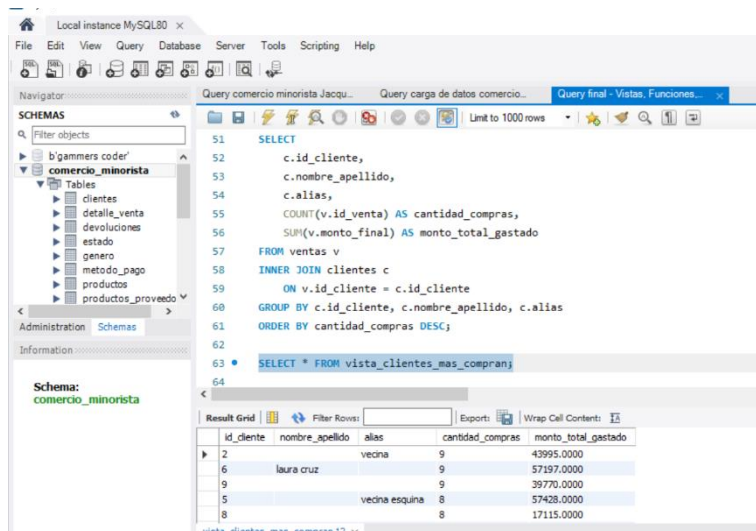 Local instance MySQL80 ×
File Edit View Query Database Server Tools Scripting Help
Navigator
SCHEMAS
Filter objects
b'gammers coder'
comercio_minorista
Tables
clientes
detalle_venta
devoluciones
estado
genero
metodo_pago
productos
productos_proveedo
Administration Schemas
Information
Schema:
comercio_minorista
Query comercio minorista Jacqu... Query carga de datos comercio... Query final - Vistas, Funciones,... ×
Limit to 1000 rows
51 SELECT
52 c.id_cliente,
53 c.nombre_apellido,
54 c.alias,
55 COUNT(v.id_venta) AS cantidad_compras,
56 SUM(v.monto_final) AS monto_total_gastado
57 FROM ventas v
58 INNER JOIN clientes c
59 ON v.id_cliente = c.id_cliente
60 GROUP BY c.id_cliente, c.nombre_apellido, c.alias
61 ORDER BY cantidad_compras DESC;
62
63 SELECT * FROM vista_clientes_mas_compran;
64
Result Grid Filter Rows: Export: Wrap Cell Content:
id_cliente nombre_apellido alias cantidad_compras monto_total_gastado
2 vecina 9 43995.0000
6 laura cruz 9 57197.0000
9 9 39770.0000
5 vecina esquina 8 57428.0000
8 8 17115.0000